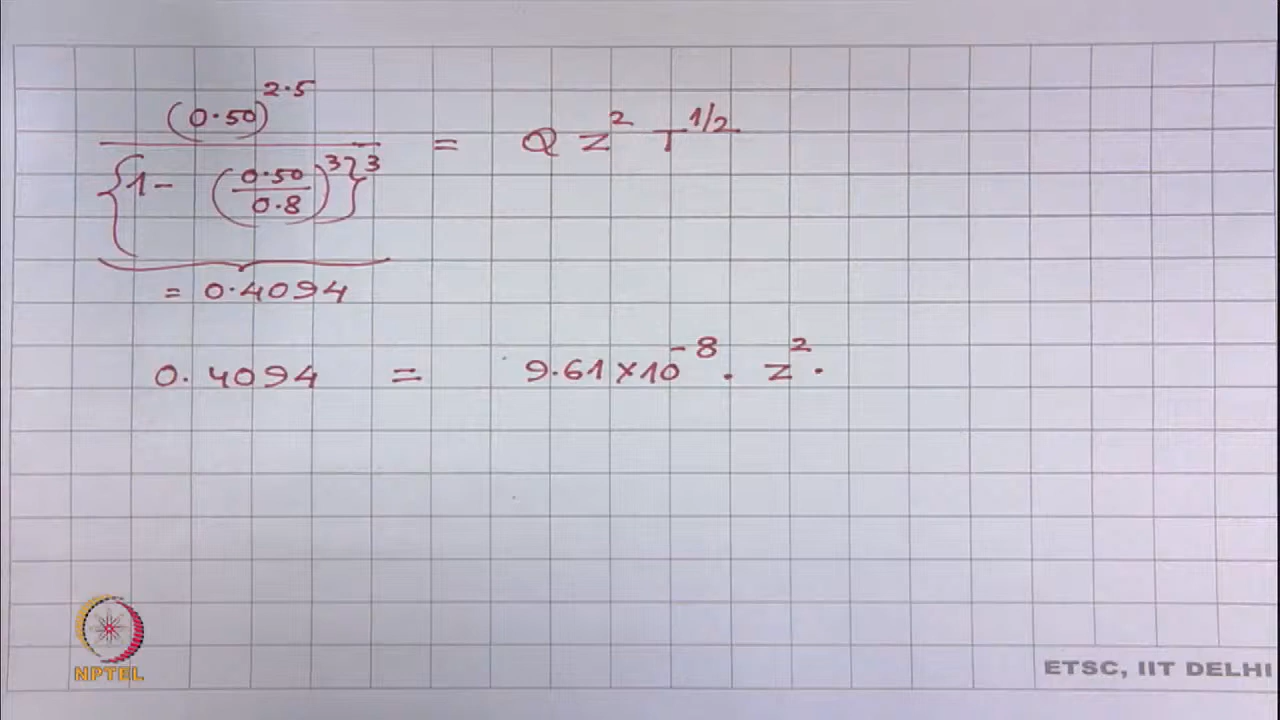 (0.50)^2.5 / {1 - (0.50/0.8)^3}^3 = Q Z^2 T^1/2
= 0.4094
0.4094 = 9.61 × 10^-8 . Z^2 .
NPTEL
ETSC, IIT DELHI